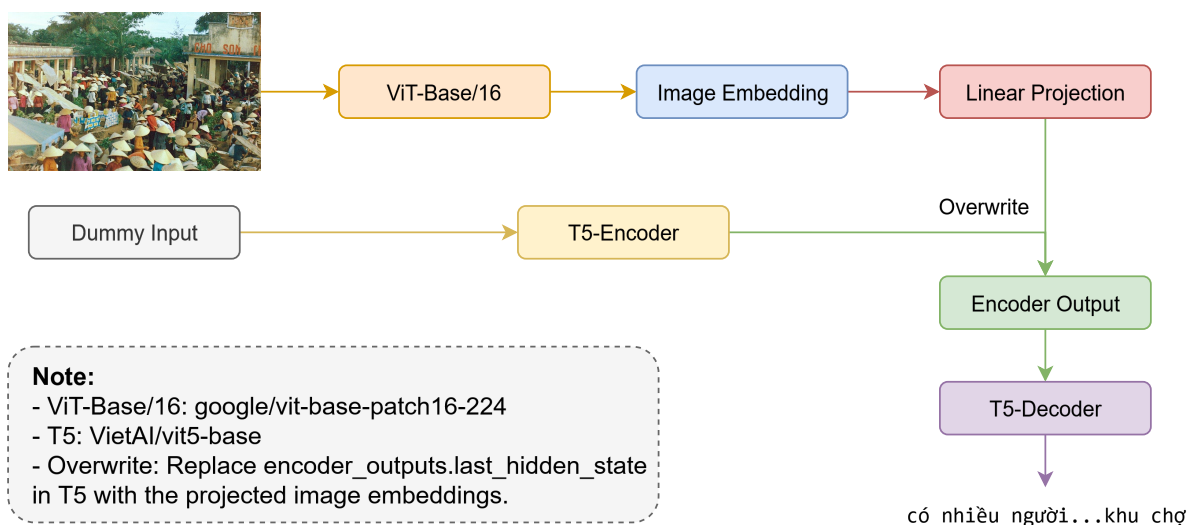 ViT-Base/16
Image Embedding
Linear Projection
Overwrite
Dummy Input
T5-Encoder
Encoder Output
Note:
- ViT-Base/16: google/vit-base-patch16-224
- T5: VietAI/vit5-base
- Overwrite: Replace encoder_outputs.last_hidden_state
in T5 with the projected image embeddings.
T5-Decoder
có nhiều người...khu chợ